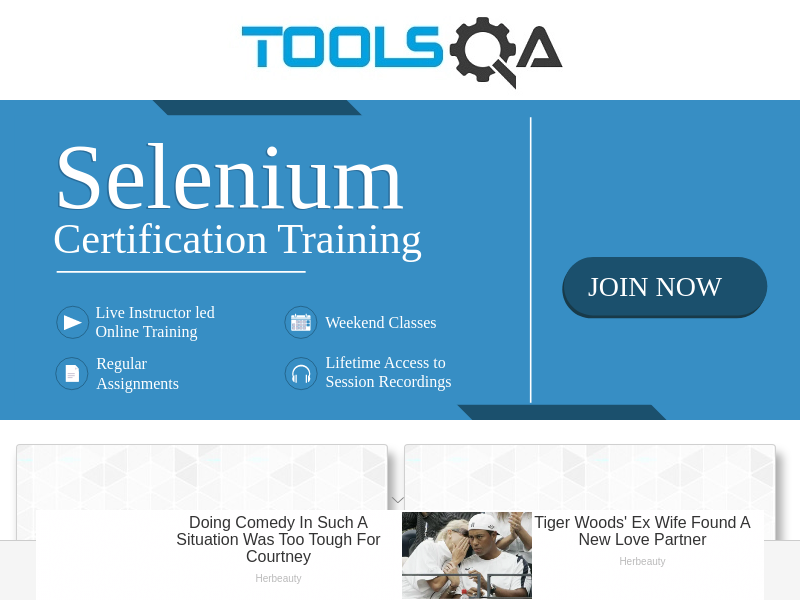 TOOLSQA
Selenium
Certification Training
Live Instructor led
Online Training
Weekend Classes
Regular
Assignments
Lifetime Access to
Session Recordings
JOIN NOW
Doing Comedy In Such A
Situation Was Too Tough For
Courtney
Herbeauty
Tiger Woods' Ex Wife Found A
New Love Partner
Herbeauty